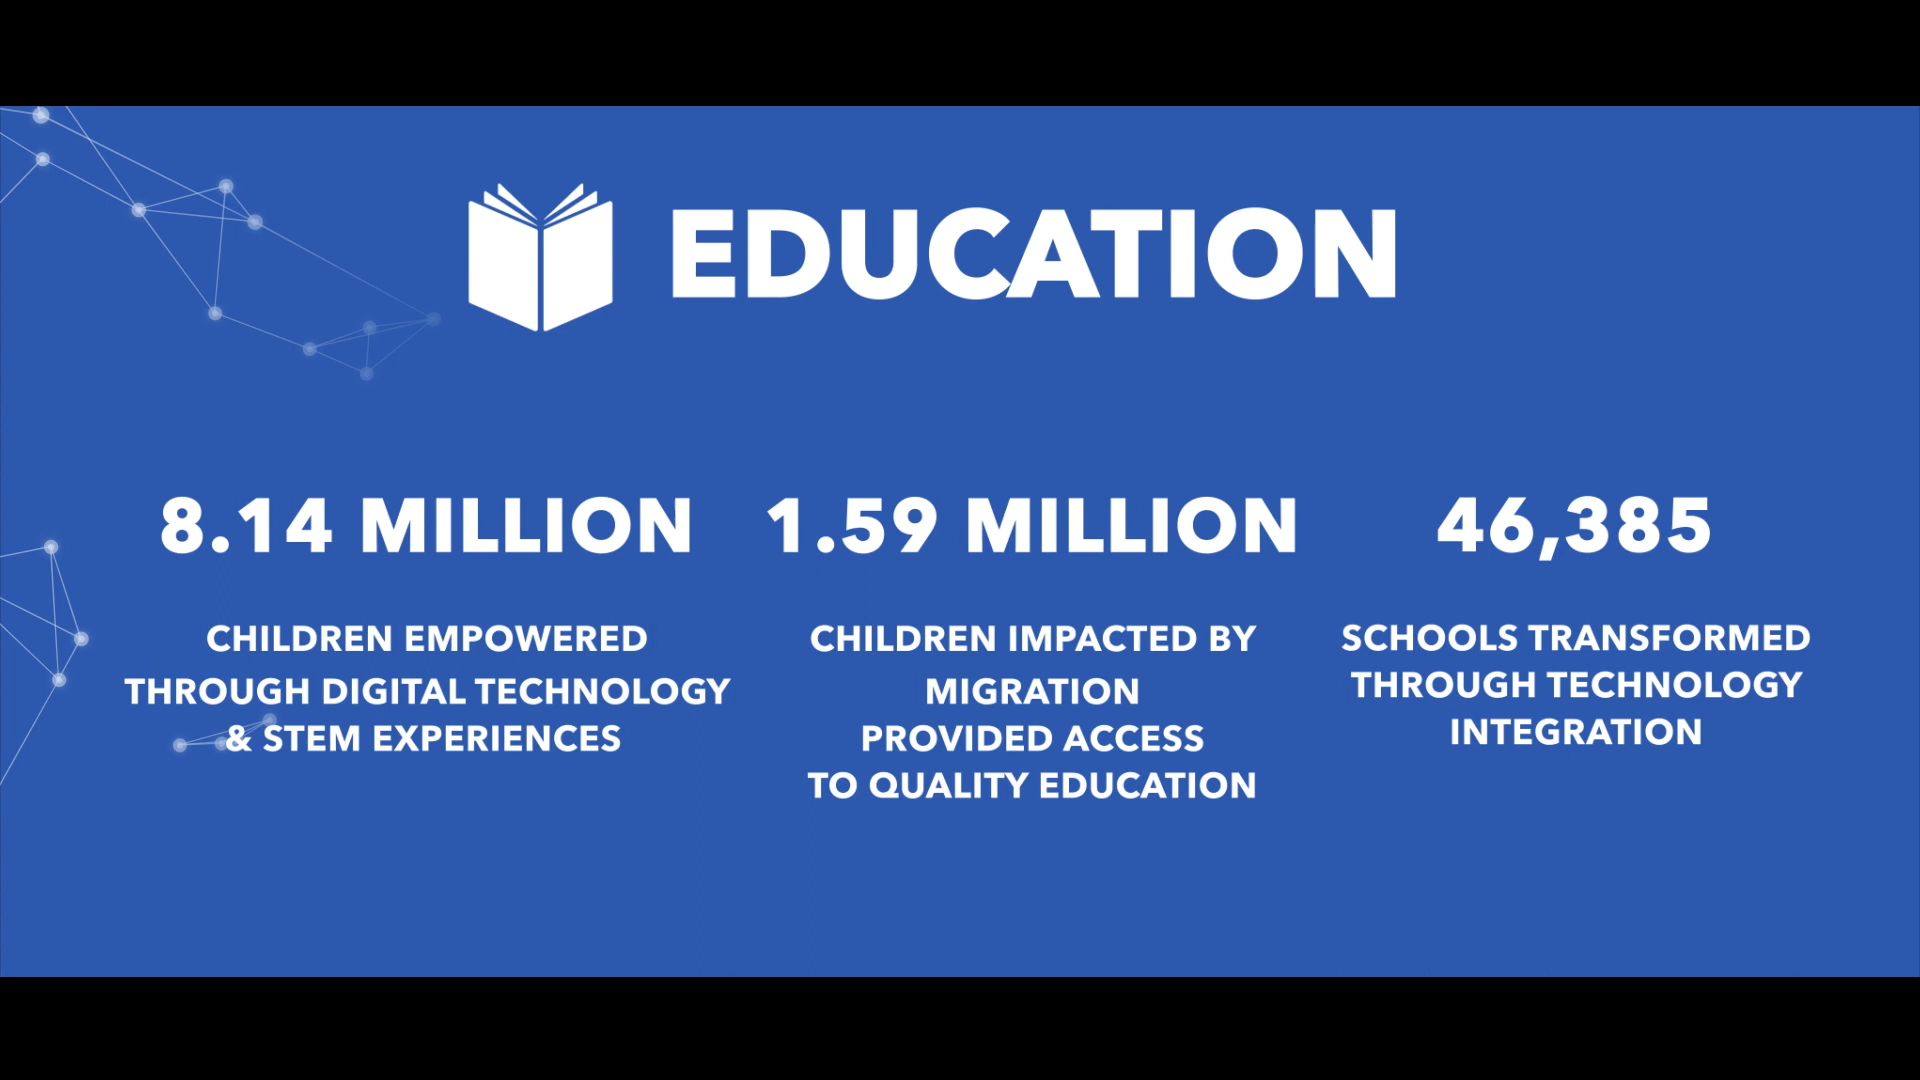 EDUCATION
8.14 MILLION
CHILDREN EMPOWERED
THROUGH DIGITAL TECHNOLOGY
& STEM EXPERIENCES
1.59 MILLION
CHILDREN IMPACTED BY
MIGRATION
PROVIDED ACCESS
TO QUALITY EDUCATION
46,385
SCHOOLS TRANSFORMED
THROUGH TECHNOLOGY
INTEGRATION